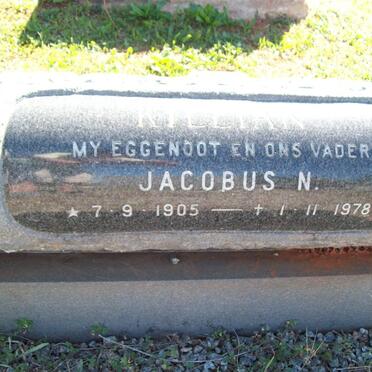 MY EGGENOOT EN ONS VADER
JACOBUS N.
★ 7·9·1905 — + 1·11·1978